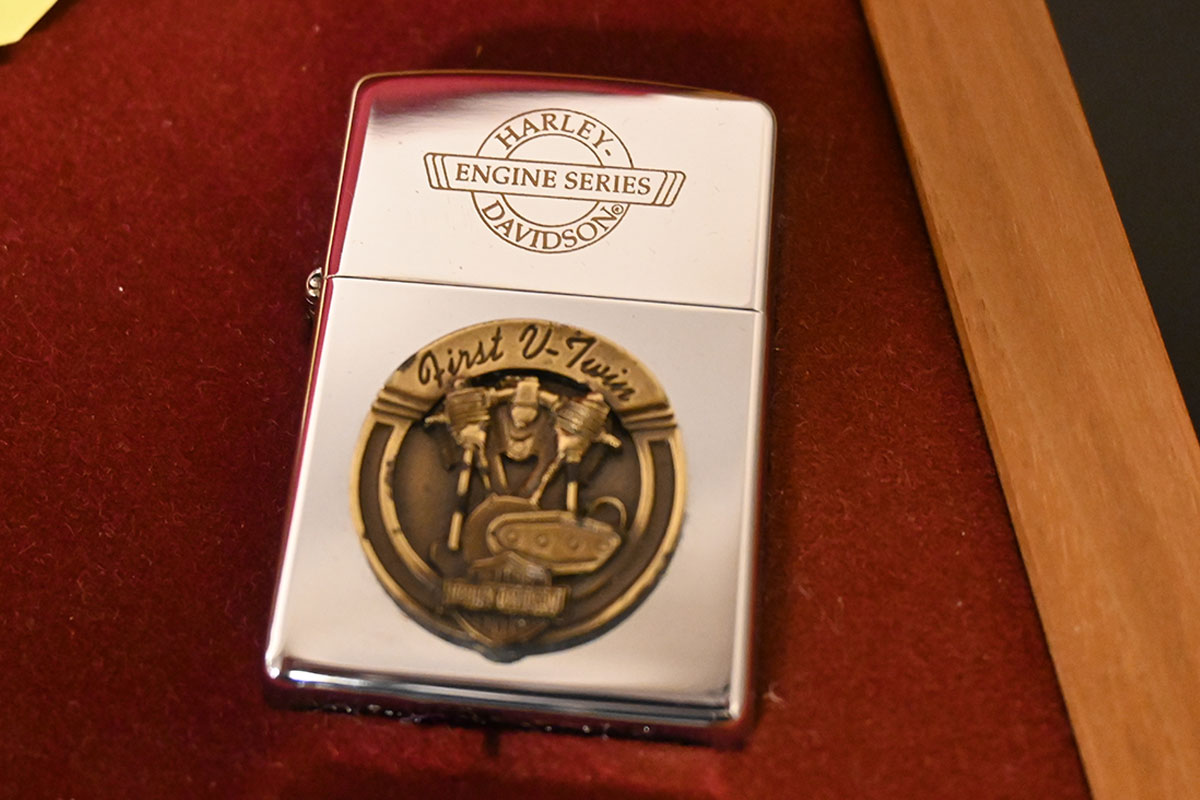 HARLEY-
ENGINE SERIES
DAVIDSON®
First V-Twin